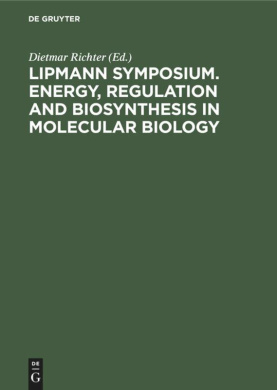 DE GRUYTER
Dietmar Richter (Ed.)
LIPMANN SYMPOSIUM.
ENERGY, REGULATION
AND BIOSYNTHESIS IN
MOLECULAR BIOLOGY
DE
G